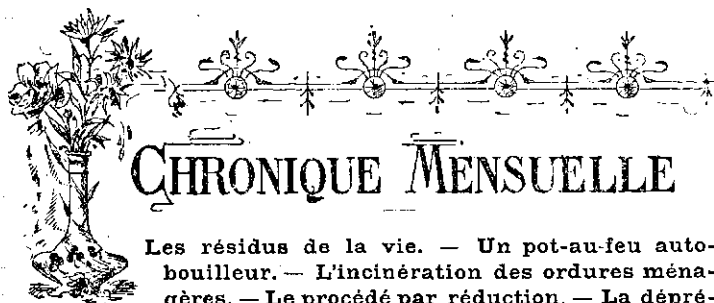 CHRONIQUE MENSUELLE
Les résidus de la vie. — Un pot-au-feu auto-
bouilleur. — L'incinération des ordures ména-
gères. — Le procédé par réduction. — La dépré-